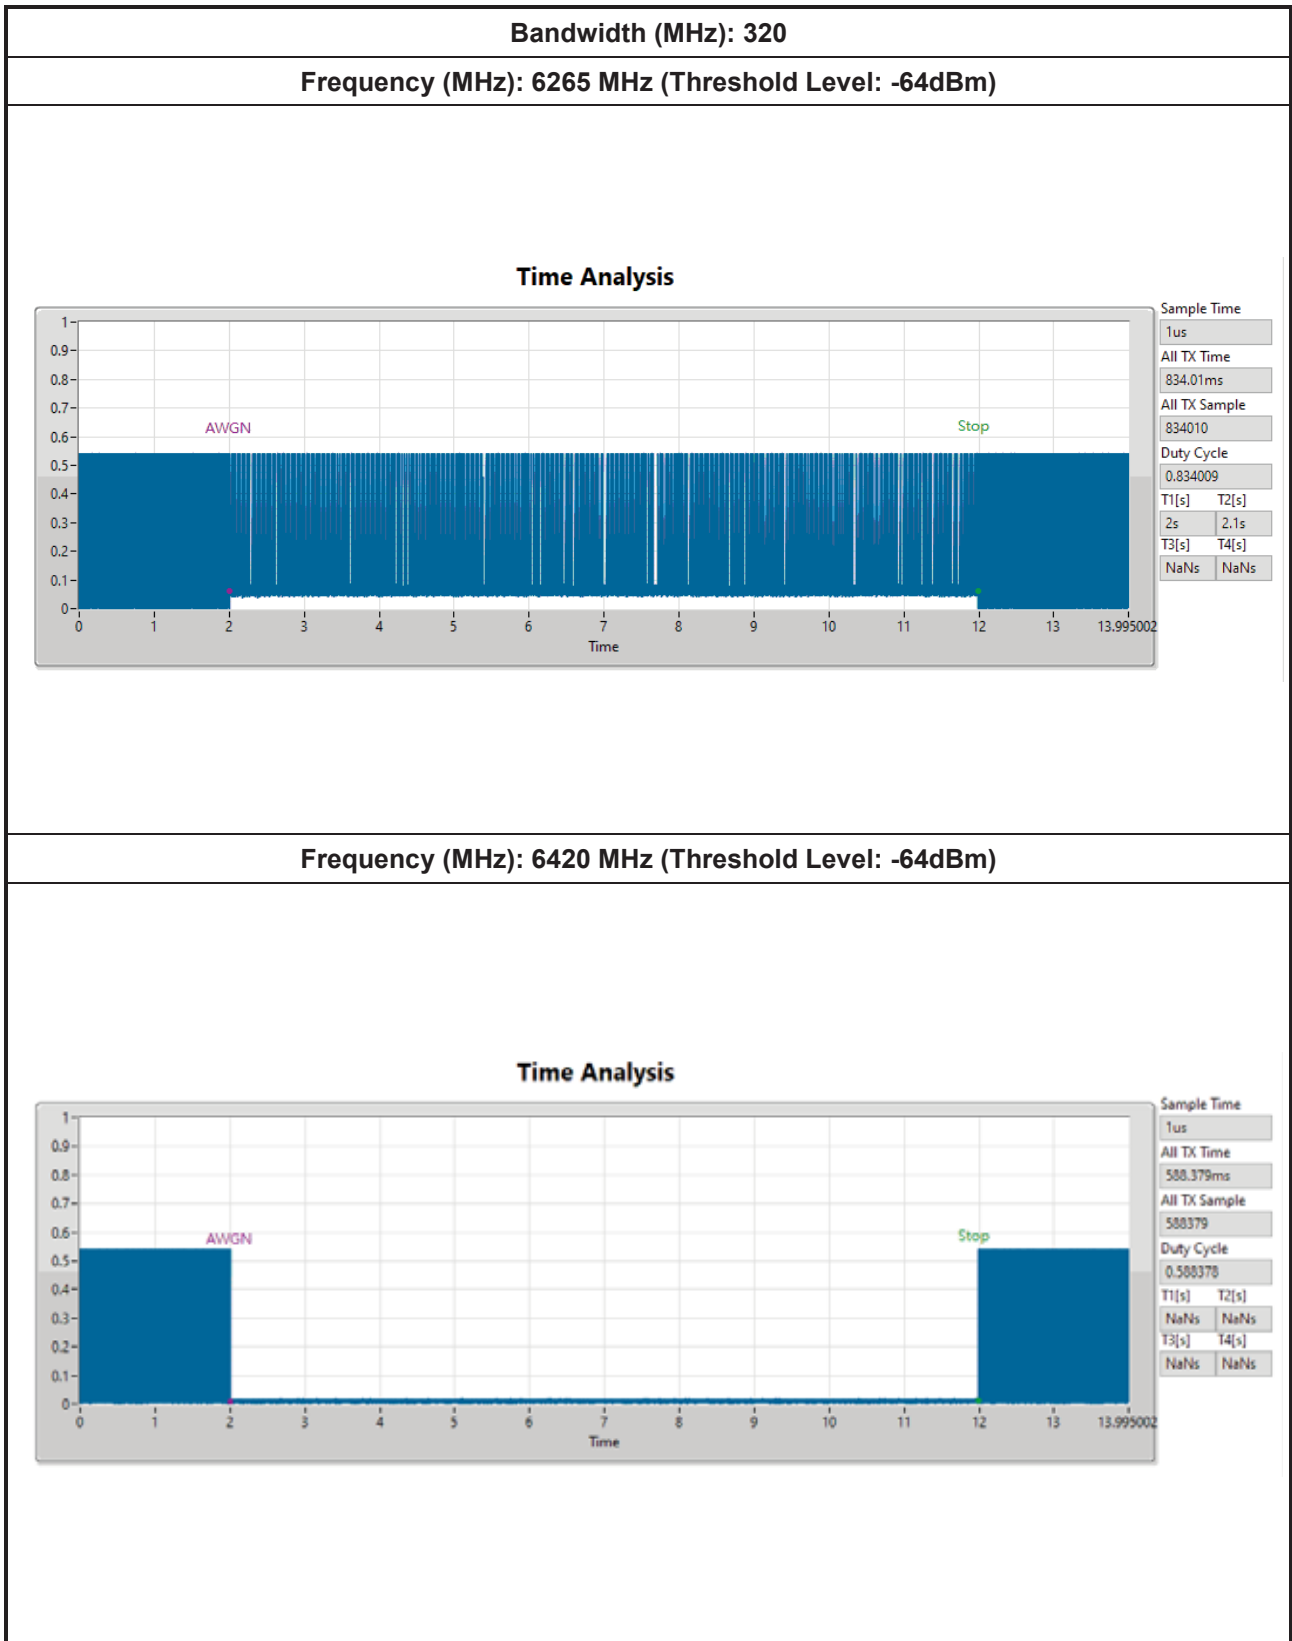 Bandwidth (MHz): 320
Frequency (MHz): 6265 MHz (Threshold Level: -64dBm)
Time Analysis
1
0.9
0.8
0.7
0.6
0.5
0.4
0.3
0.2
0.1
0
AWGN
Stop
0 1 2 3 4 5 6 7 8 9 10 11 12 13 13.995002
Time
Sample Time
1us
All TX Time
834.01ms
All TX Sample
834010
Duty Cycle
0.834009
T1[s] T2[s]
2s 2.1s
T3[s] T4[s]
NaNs NaNs
Frequency (MHz): 6420 MHz (Threshold Level: -64dBm)
Time Analysis
1
0.9
0.8
0.7
0.6
0.5
0.4
0.3
0.2
0.1
0
AWGN
Stop
0 1 2 3 4 5 6 7 8 9 10 11 12 13 13.995002
Time
Sample Time
1us
All TX Time
588.379ms
All TX Sample
588379
Duty Cycle
0.588378
T1[s] T2[s]
NaNs NaNs
T3[s] T4[s]
NaNs NaNs